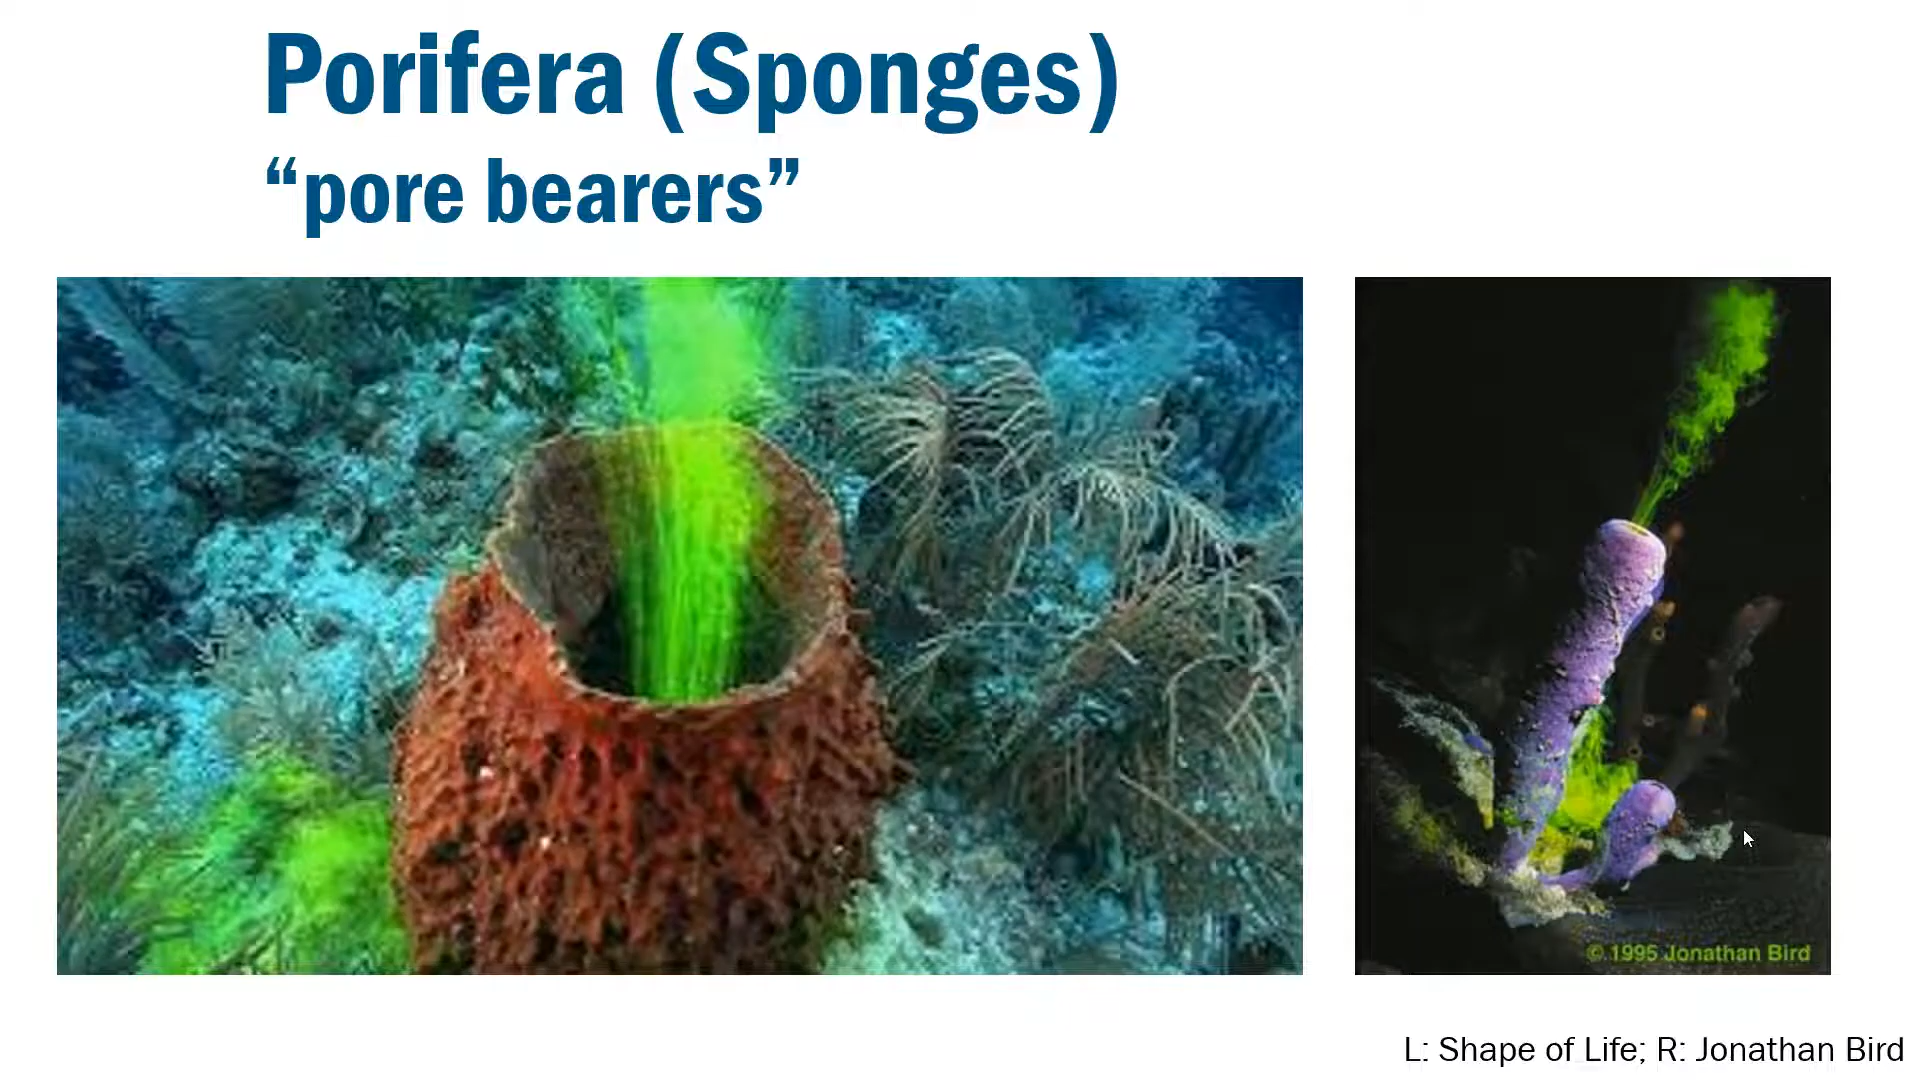 Porifera (Sponges)
“pore bearers”
© 1995 Jonathan Bird
L: Shape of Life; R: Jonathan Bird